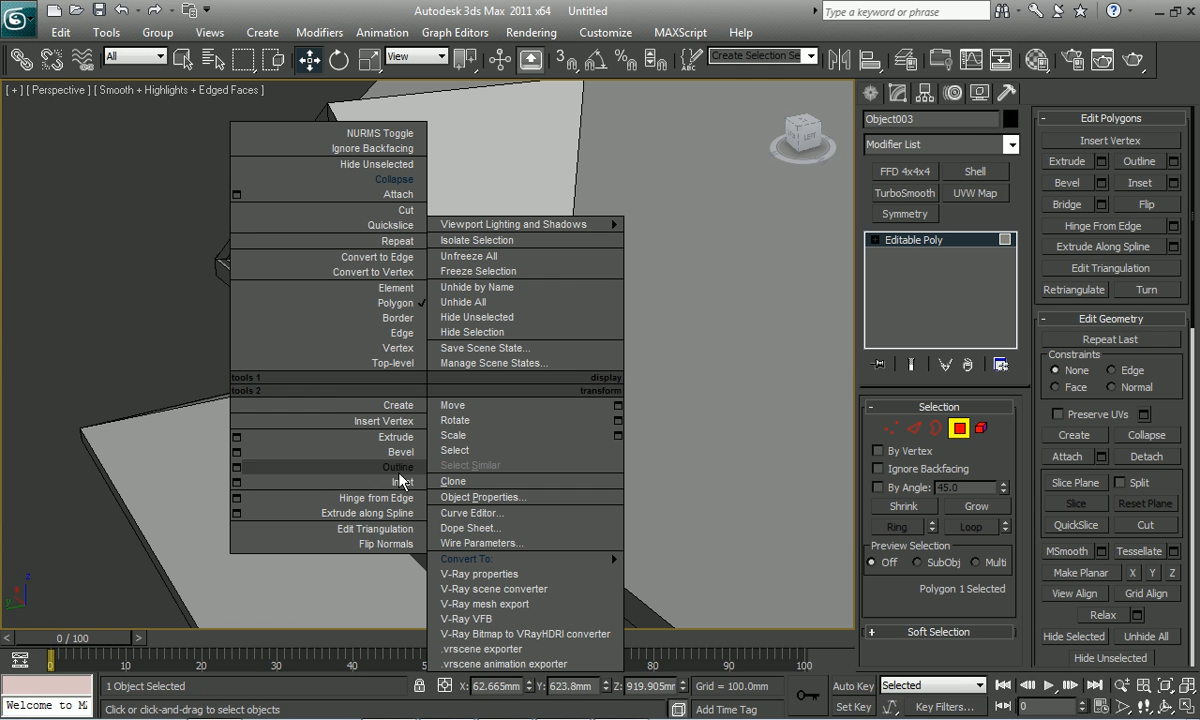 Autodesk 3ds Max 2011 x64 Untitled
Type a keyword or phrase
Edit Tools Group Views Create Modifiers Animation Graph Editors Rendering Customize MAXScript Help
All
View
Create Selection Se
[ + ] [ Perspective ] [ Smooth + Highlights + Edged Faces ]
LEFT
NURMS Toggle
Ignore Backfacing
Hide Unselected
Collapse
Attach
Cut
Quickslice
Repeat
Convert to Edge
Convert to Vertex
Element
Polygon
Border
Edge
Vertex
Top-level
tools 1
tools 2
Create
Insert Vertex
Extrude
Bevel
Outline
Inset
Hinge from Edge
Extrude along Spline
Edit Triangulation
Flip Normals
Viewport Lighting and Shadows
Isolate Selection
Unfreeze All
Freeze Selection
Unhide by Name
Unhide All
Hide Unselected
Hide Selection
Save Scene State...
Manage Scene States...
display
transform
Move
Rotate
Scale
Select
Select Similar
Clone
Object Properties...
Curve Editor...
Dope Sheet...
Wire Parameters...
Convert To:
V-Ray properties
V-Ray scene converter
V-Ray mesh export
V-Ray VFB
V-Ray Bitmap to VRayHDRI converter
.vrscene exporter
.vrscene animation exporter
Object003
Modifier List
FFD 4x4x4 Shell
TurboSmooth UVW Map
Symmetry
Editable Poly
Selection
By Vertex
Ignore Backfacing
By Angle: 45.0
Shrink Grow
Ring Loop
Preview Selection
Off SubObj Multi
Polygon 1 Selected
Soft Selection
Edit Polygons
Insert Vertex
Extrude Outline
Bevel Inset
Bridge Flip
Hinge From Edge
Extrude Along Spline
Edit Triangulation
Retriangulate Turn
Edit Geometry
Repeat Last
Constraints
None Edge
Face Normal
Preserve UVs
Create Collapse
Attach Detach
Slice Plane Split
Slice Reset Plane
QuickSlice Cut
MSmooth Tessellate
Make Planar X Y Z
View Align Grid Align
Relax
Hide Selected Unhide All
Hide Unselected
z
y
< 0 / 100 >
0 10 20 30 40 5 80 90 100
1 Object Selected
X: 62.665mm Y: 623.8mm Z: 919.905mm Grid = 100.0mm
Auto Key Selected
Welcome to M
Click or click-and-drag to select objects
Add Time Tag
Set Key Key Filters... 0